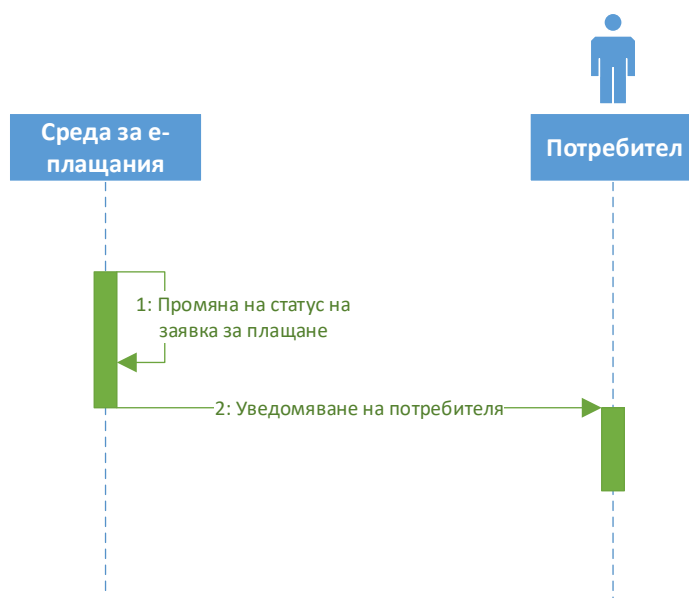 Среда за е-
плащания
Потребител
1: Промяна на статус на
заявка за плащане
2: Уведомяване на потребителя